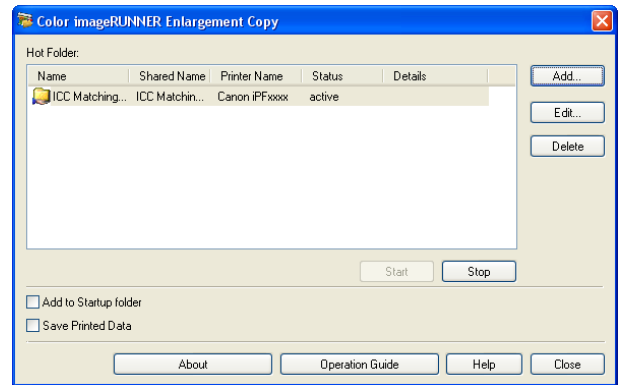 Color imageRUNNER Enlargement Copy
Hot Folder:
Name Shared Name Printer Name Status Details
ICC Matching... ICC Matchin... Canon iPFxxxx active
Add...
Edit...
Delete
Start Stop
Add to Startup folder
Save Printed Data
About Operation Guide Help Close